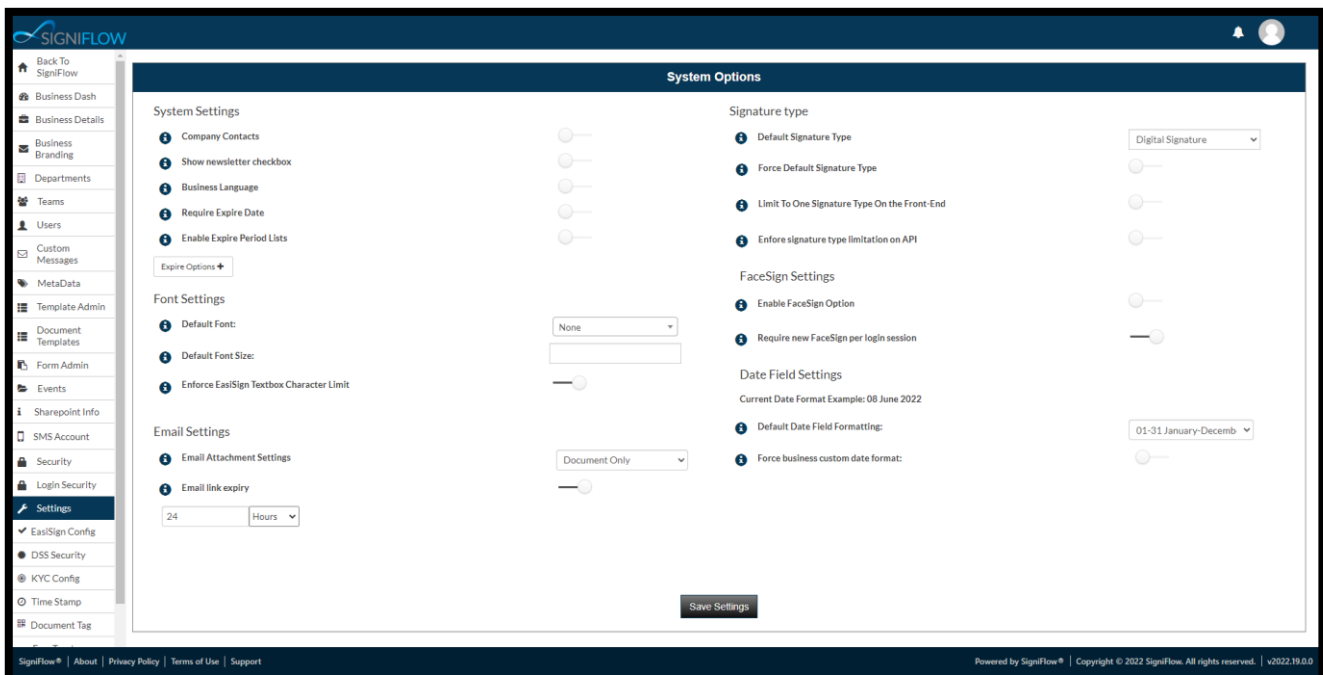 SIGNIFLOW
Back To
SigniFlow
Business Dash
Business Details
Business
Branding
Departments
Teams
Users
Custom
Messages
MetaData
Template Admin
Document
Templates
Form Admin
Events
Sharepoint Info
SMS Account
Security
Login Security
Settings
EasiSign Config
DSS Security
KYC Config
Time Stamp
Document Tag
System Options
System Settings
Company Contacts
Show newsletter checkbox
Business Language
Require Expire Date
Enable Expire Period Lists
Expire Options +
Font Settings
Default Font:
None
Default Font Size:
Enforce EasiSign Textbox Character Limit
Email Settings
Email Attachment Settings
Document Only
Email link expiry
24
Hours
Signature type
Default Signature Type
Digital Signature
Force Default Signature Type
Limit To One Signature Type On the Front-End
Enfore signature type limitation on API
FaceSign Settings
Enable FaceSign Option
Require new FaceSign per login session
Date Field Settings
Current Date Format Example: 08 June 2022
Default Date Field Formatting:
01-31 January-Decemb
Force business custom date format:
Save Settings
SigniFlow® | About | Privacy Policy | Terms of Use | Support
Powered by SigniFlow® | Copyright © 2022 SigniFlow. All rights reserved. | v2022.19.0.0